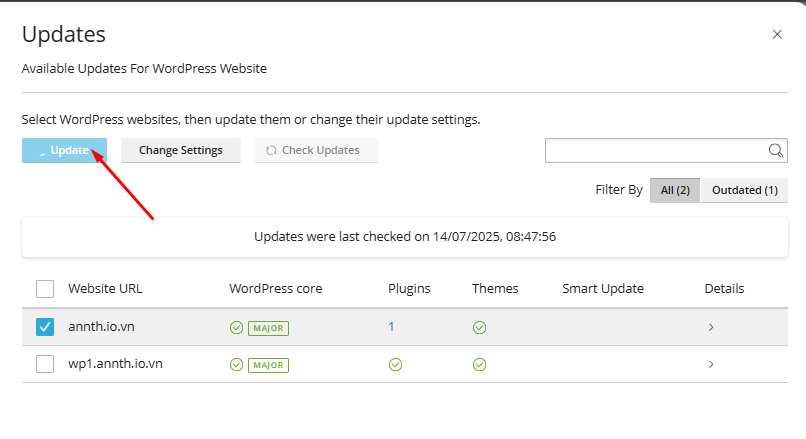 Updates
Available Updates For WordPress Website
Select WordPress websites, then update them or change their update settings.
Update Change Settings Check Updates
Filter By All (2) Outdated (1)
Updates were last checked on 14/07/2025, 08:47:56
Website URL WordPress core Plugins Themes Smart Update Details
annth.io.vn MAJOR 1
wp1.annth.io.vn MAJOR